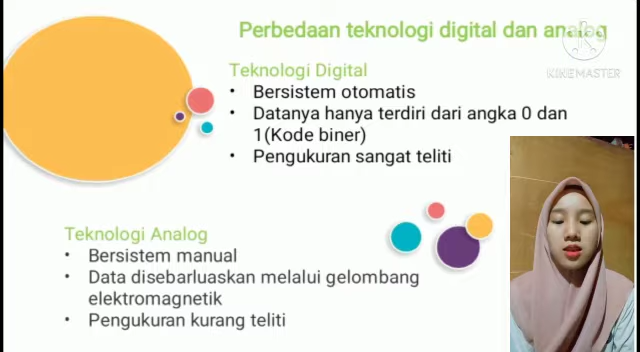 Perbedaan teknologi digital dan analog
KINEMASTER
Teknologi Digital
• Bersistem otomatis
• Datanya hanya terdiri dari angka 0 dan
1(Kode biner)
• Pengukuran sangat teliti
Teknologi Analog
• Bersistem manual
• Data disebarluaskan melalui gelombang
elektromagnetik
• Pengukuran kurang teliti